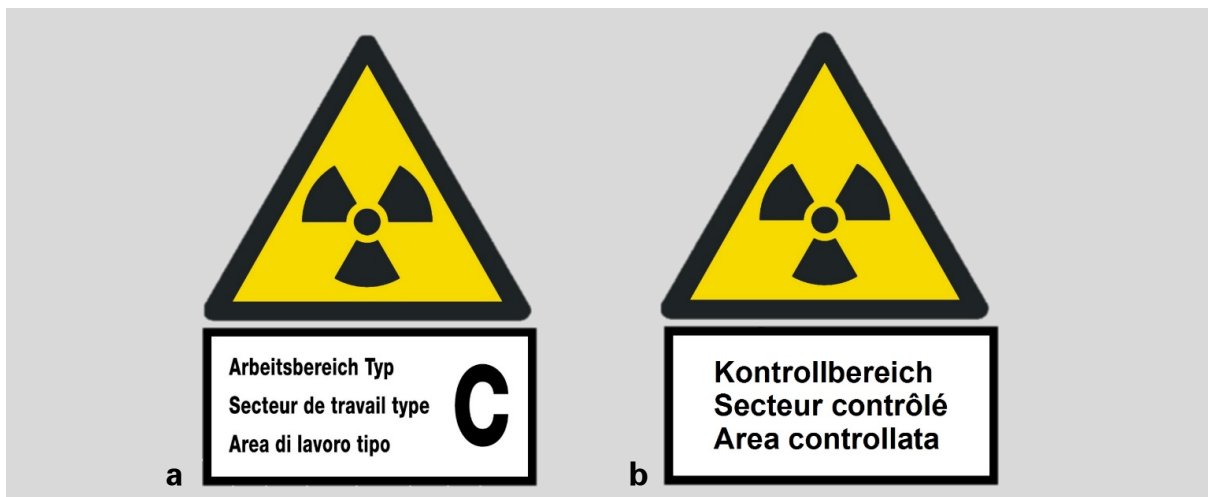 Arbeitsbereich Typ
Secteur de travail type
Area di lavoro tipo
C
a
Kontrollbereich
Secteur contrôlé
Area controllata
b